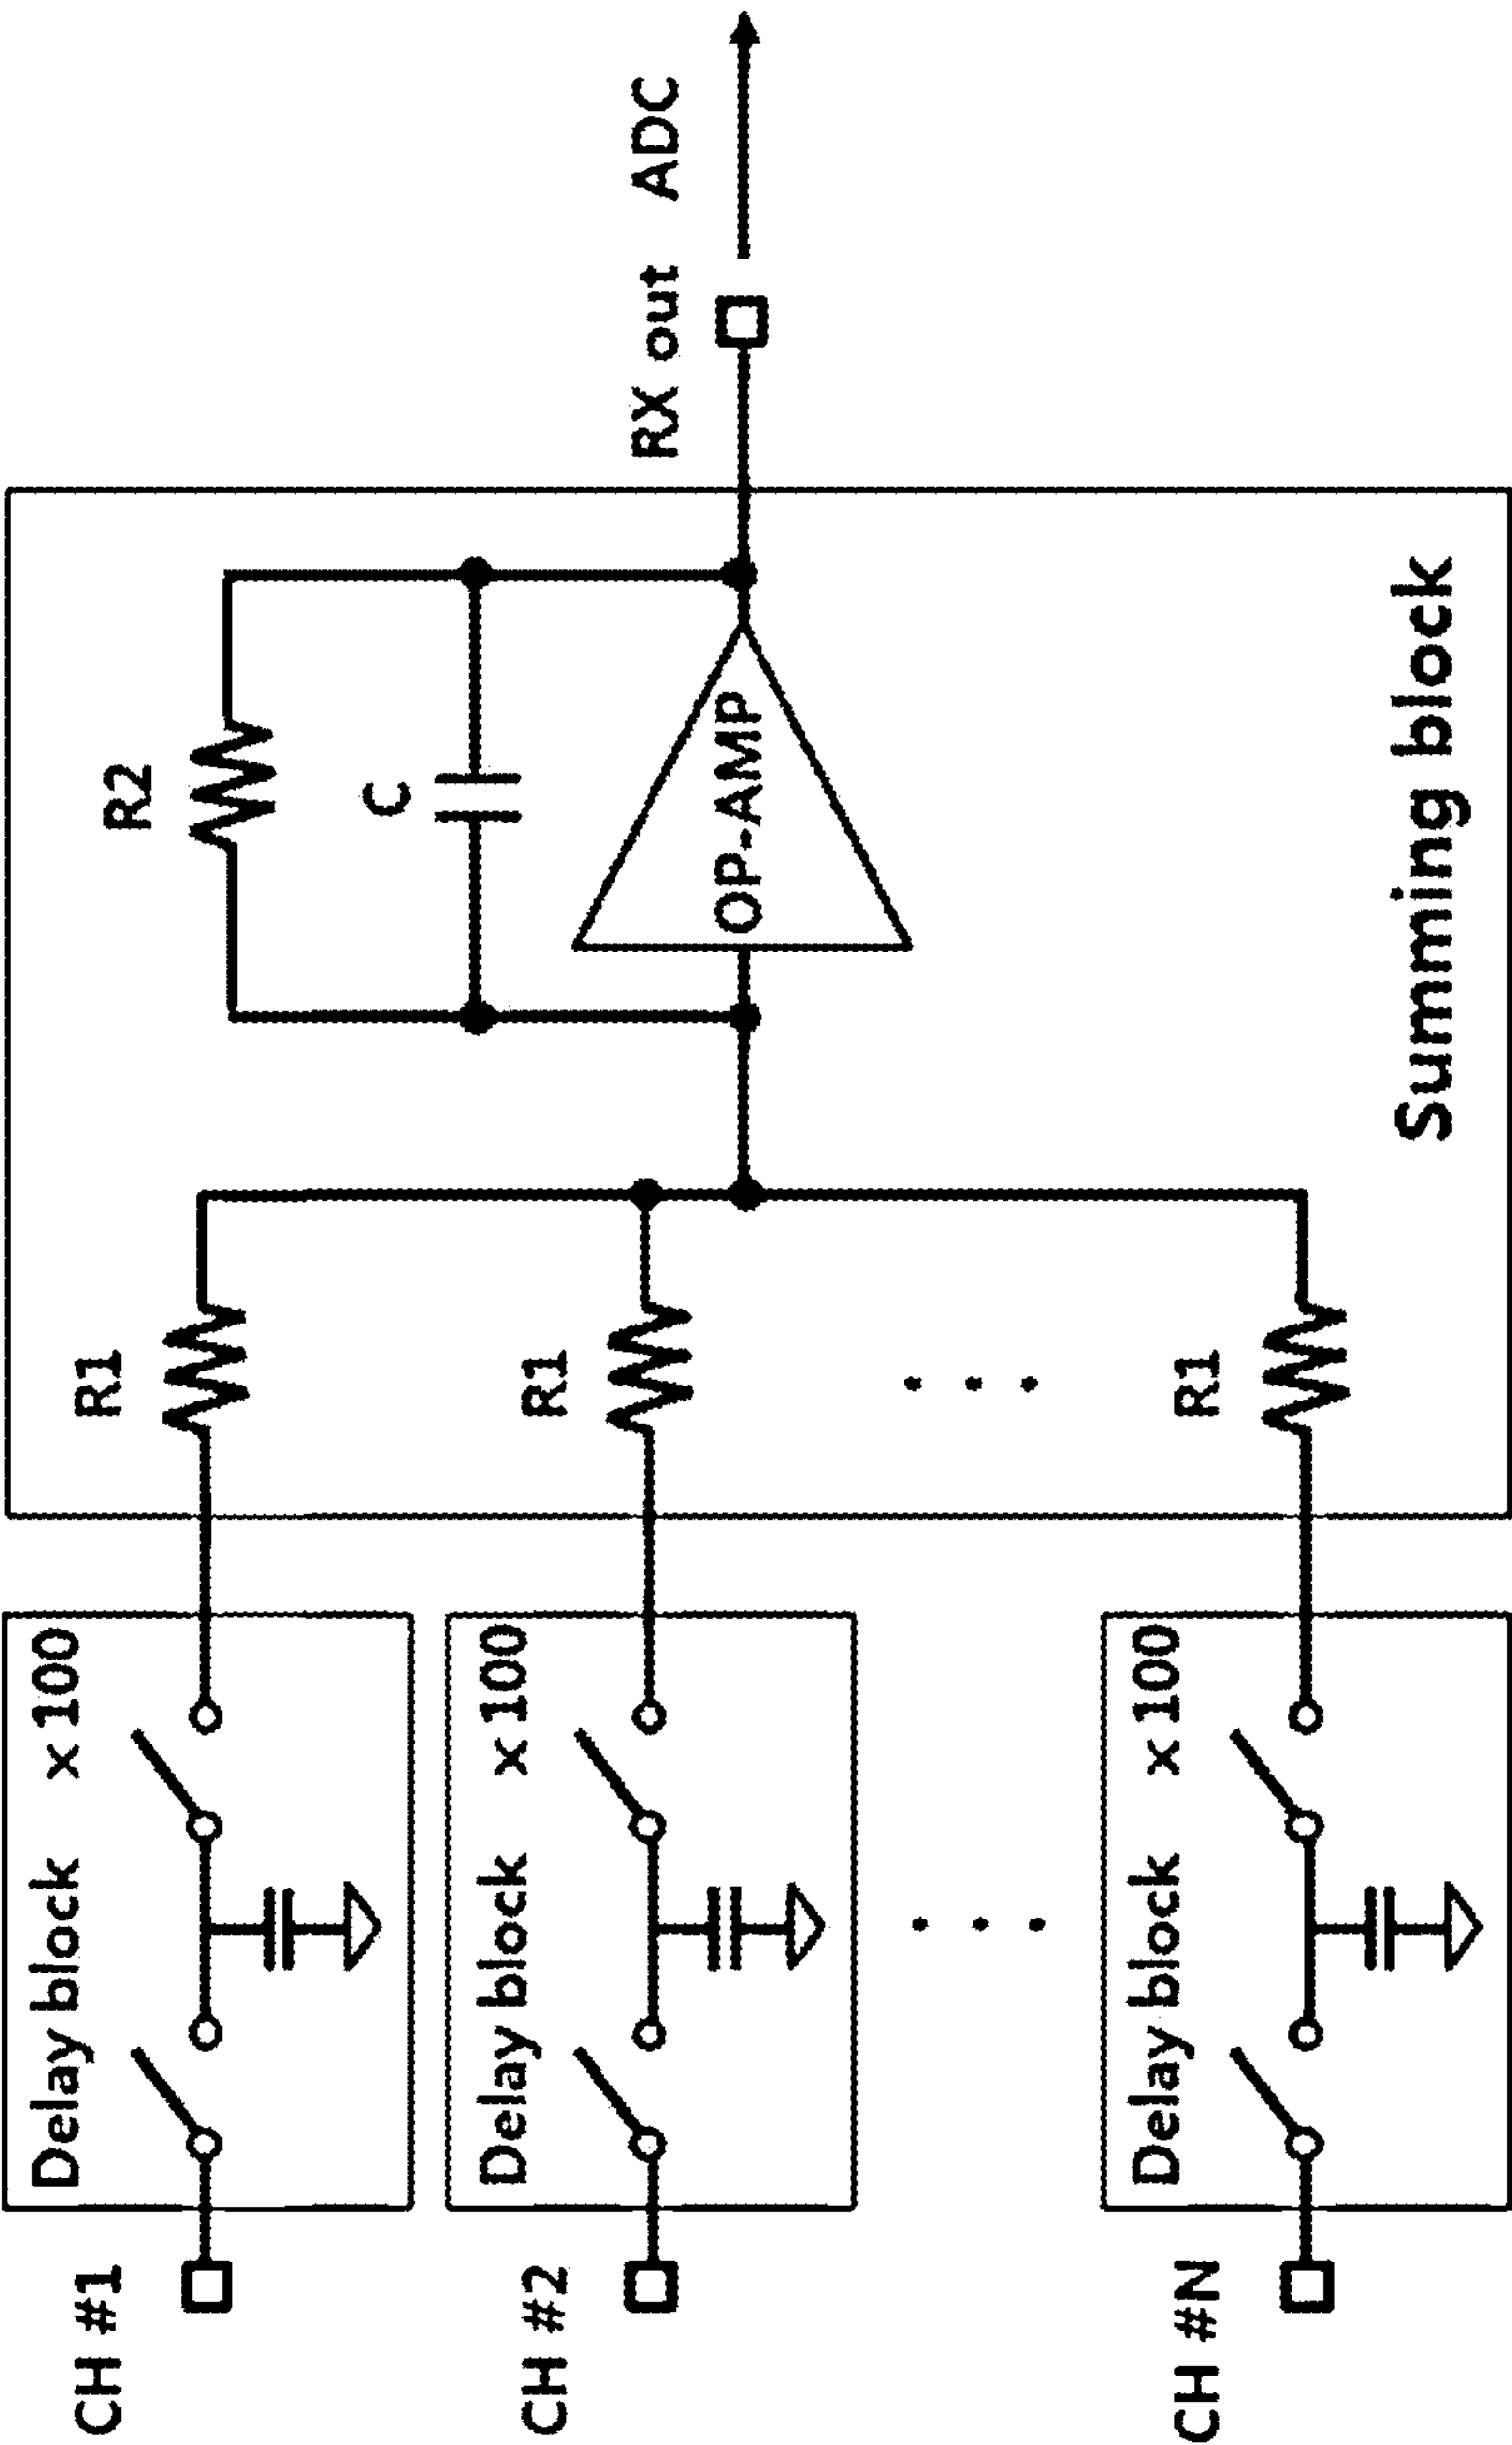 CH #1
Delay block x 100
R1
R2
C
OP-AMP
RX out ADC
CH #2
Delay block x 100
R1
. . .
. . .
CH #N
Delay block x 100
R1
Summing block